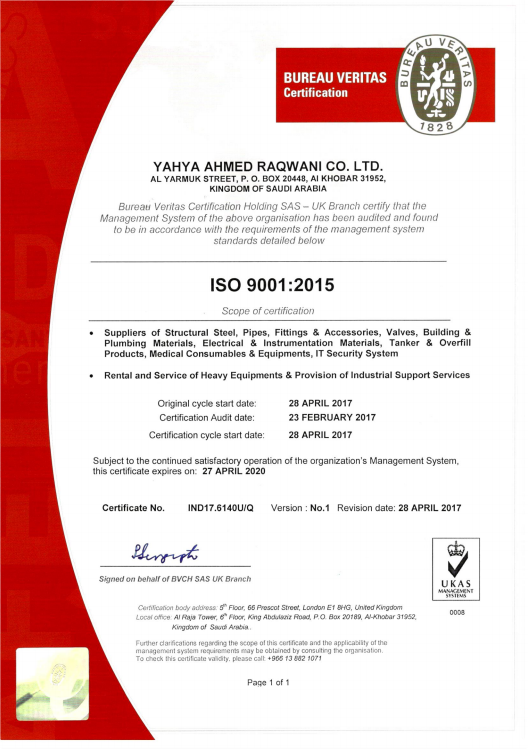 BUREAU VERITAS
Certification
BUREAU VERITAS
1828
YAHYA AHMED RAQWANI CO. LTD.
AL YARMUK STREET, P. O. BOX 20448, Al KHOBAR 31952,
KINGDOM OF SAUDI ARABIA
Bureau Veritas Certification Holding SAS – UK Branch certify that the
Management System of the above organisation has been audited and found
to be in accordance with the requirements of the management system
standards detailed below
ISO 9001:2015
Scope of certification
• Suppliers of Structural Steel, Pipes, Fittings & Accessories, Valves, Building &
Plumbing Materials, Electrical & Instrumentation Materials, Tanker & Overfill
Products, Medical Consumables & Equipments, IT Security System
• Rental and Service of Heavy Equipments & Provision of Industrial Support Services
Original cycle start date: 28 APRIL 2017
Certification Audit date: 23 FEBRUARY 2017
Certification cycle start date: 28 APRIL 2017
Subject to the continued satisfactory operation of the organization's Management System,
this certificate expires on: 27 APRIL 2020
Certificate No. IND17.6140U/Q Version : No.1 Revision date: 28 APRIL 2017
Signed on behalf of BVCH SAS UK Branch
UKAS
MANAGEMENT
SYSTEMS
0008
Certification body address: 5th Floor, 66 Prescot Street, London E1 8HG, United Kingdom
Local office: Al Raja Tower, 6th Floor, King Abdulaziz Road, P.O. Box 20189, Al-Khobar 31952,
Kingdom of Saudi Arabia.
Further clarifications regarding the scope of this certificate and the applicability of the
management system requirements may be obtained by consulting the organisation.
To check this certificate validity, please call: +966 13 882 1071
Page 1 of 1